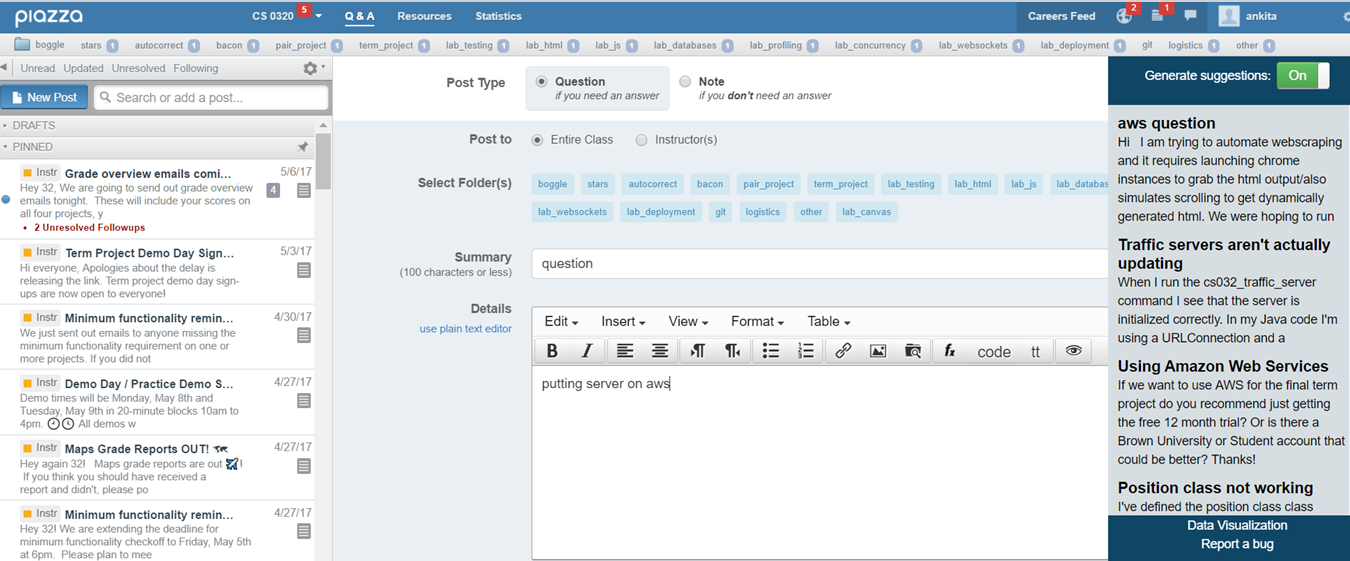 piazza
CS 0320
5
Q & A
Resources
Statistics
Careers Feed
2
1
ankita
boggle
stars 1
autocorrect 1
bacon 1
pair_project 1
term_project 1
lab_testing 1
lab_html 1
lab_js 1
lab_databases 1
lab_profiling 1
lab_concurrency 1
lab_websockets 1
lab_deployment 1
git
logistics 1
other 1
Unread Updated Unresolved Following
New Post
Search or add a post...
DRAFTS
PINNED
Instr Grade overview emails comi... 5/6/17
Hey 32, We are going to send out grade overview
emails tonight. These will include your scores on
all four projects, y
4
• 2 Unresolved Followups
Instr Term Project Demo Day Sign... 5/3/17
Hi everyone, Apologies about the delay is
releasing the link. Term project demo day sign-
ups are now open to everyone!
Instr Minimum functionality remin... 4/30/17
We just sent out emails to anyone missing the
minimum functionality requirement on one or
more projects. If you did not
Instr Demo Day / Practice Demo S... 4/27/17
Demo times will be Monday, May 8th and
Tuesday, May 9th in 20-minute blocks 10am to
4pm. All demos w
Instr Maps Grade Reports OUT! 4/27/17
Hey again 32! Maps grade reports are out !
If you think you should have received a
report and didn't, please po
Instr Minimum functionality remin... 4/27/17
Hey 32! We are extending the deadline for
minimum functionality checkoff to Friday, May 5th
at 6pm. Please plan to mee
Post Type
Question
if you need an answer
Note
if you don't need an answer
Post to
Entire Class
Instructor(s)
Select Folder(s)
boggle stars autocorrect bacon pair_project term_project lab_testing lab_html lab_js lab_databas
lab_websockets lab_deployment git logistics other lab_canvas
Summary
(100 characters or less)
question
Details
use plain text editor
Edit Insert View Format Table
B I fx code tt
putting server on aws
Generate suggestions: On
aws question
Hi I am trying to automate webscraping
and it requires launching chrome
instances to grab the html output/also
simulates scrolling to get dynamically
generated html. We were hoping to run
Traffic servers aren't actually
updating
When I run the cs032_traffic_server
command I see that the server is
initialized correctly. In my Java code I'm
using a URLConnection and a
Using Amazon Web Services
If we want to use AWS for the final term
project do you recommend just getting
the free 12 month trial? Or is there a
Brown University or Student account that
could be better? Thanks!
Position class not working
I've defined the position class class
Data Visualization
Report a bug